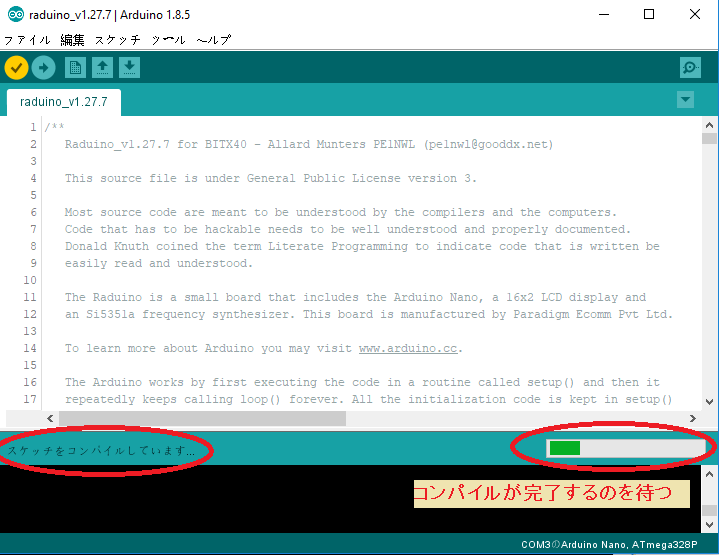 raduino_v1.27.7 | Arduino 1.8.5
ファイル 編集 スケッチ ツール ヘルプ
raduino_v1.27.7
1 /**
2 Raduino_v1.27.7 for BITX40 - Allard Munters PE1NWL (pe1nwl@gooddx.net)
3
4 This source file is under General Public License version 3.
5
6 Most source code are meant to be understood by the compilers and the computers.
7 Code that has to be hackable needs to be well understood and properly documented.
8 Donald Knuth coined the term Literate Programming to indicate code that is written be
9 easily read and understood.
10
11 The Raduino is a small board that includes the Arduino Nano, a 16x2 LCD display and
12 an Si5351a frequency synthesizer. This board is manufactured by Paradigm Ecomm Pvt Ltd.
13
14 To learn more about Arduino you may visit www.arduino.cc.
15
16 The Arduino works by first executing the code in a routine called setup() and then it
17 repeatedly keeps calling loop() forever. All the initialization code is kept in setup()
スケッチをコンパイルしています...
コンパイルが完了するのを待つ
COM3のArduino Nano, ATmega328P